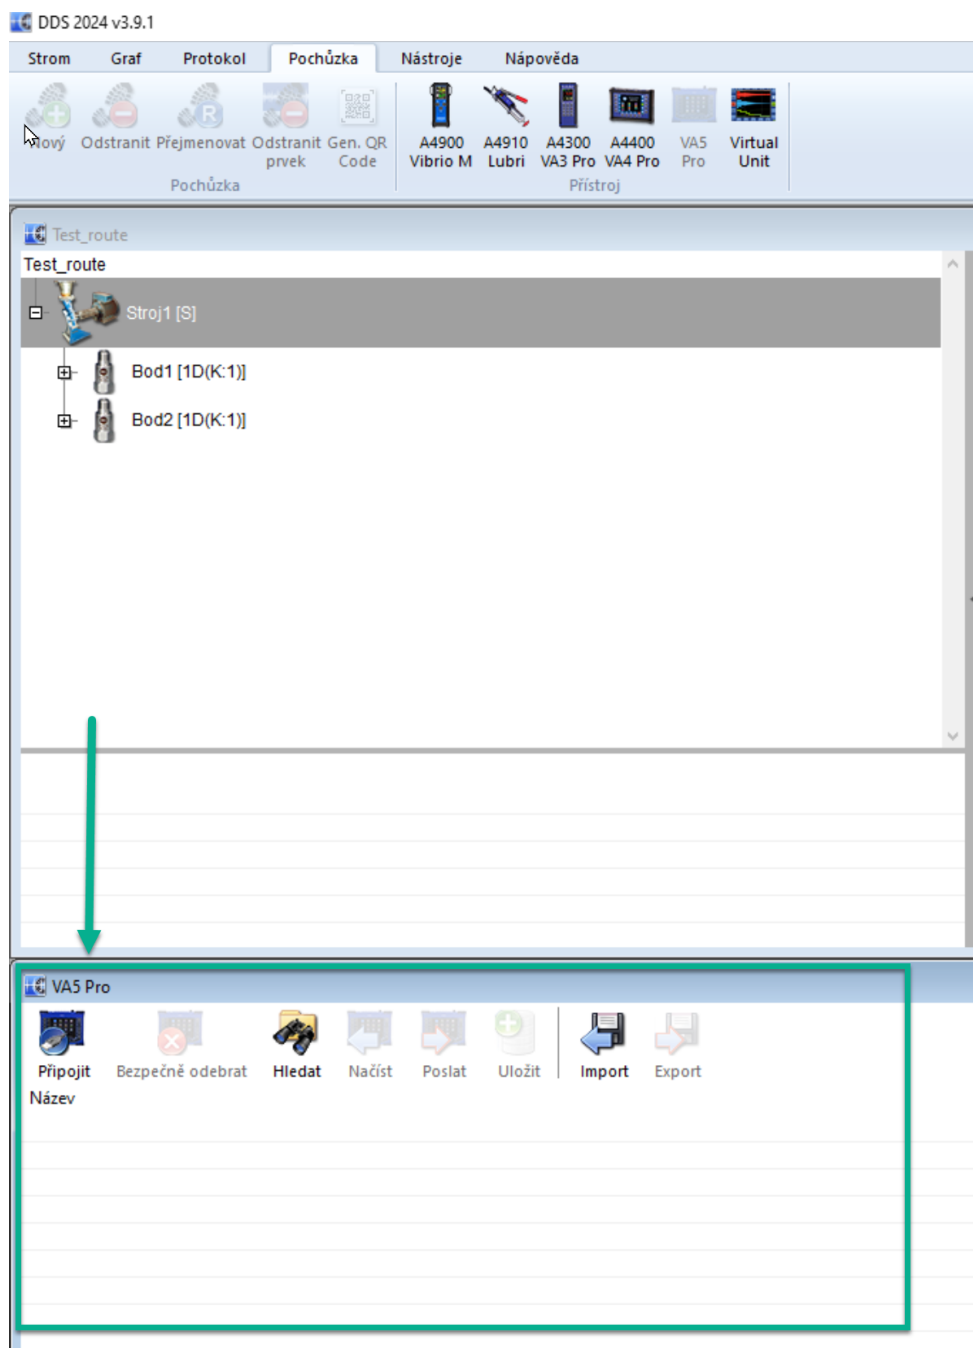 DDS 2024 v3.9.1
Strom Graf Protokol Pochůzka Nástroje Nápověda
Nový Odstranit Přejmenovat Odstranit prvek Gen. QR Code A4900 Vibrio M A4910 Lubri A4300 VA3 Pro A4400 VA4 Pro VA5 Pro Virtual Unit
Pochůzka Přístroj
Test_route
Test_route
Stroj1 [S]
Bod1 [1D(K:1)]
Bod2 [1D(K:1)]
VA5 Pro
Připojit Bezpečně odebrat Hledat Načíst Poslat Uložit Import Export
Název